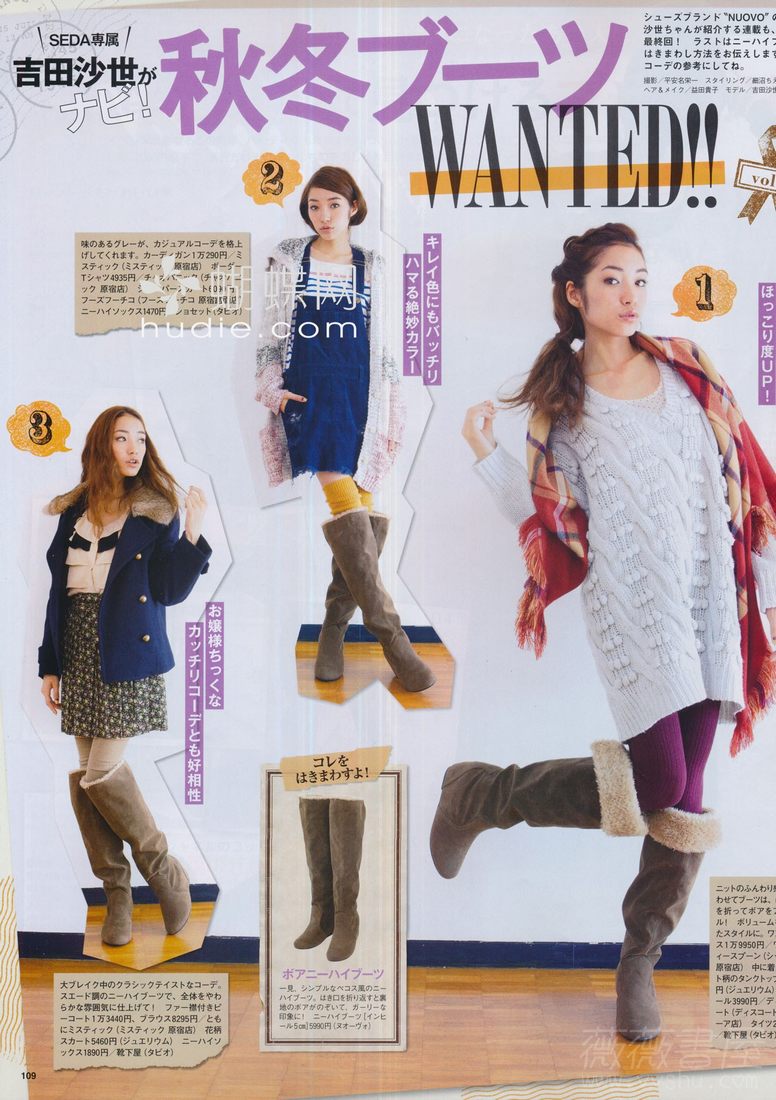 SEDA専属
吉田沙世が
ナビ!
秋冬ブーツ
WANTED!!
シューズブランド“NUOVO”の
沙世ちゃんが紹介する連載も、
最終回! ラストはニーハイブ
はきまわし方法をお伝えします
コーデの参考にしてね。
撮影/平安名栄一 スタイリング/細沼ち
ヘア&メイク/益田貴子 モデル/吉田沙世
vol
2
味のあるグレーが、カジュアルコーデを格上
げしてくれます。カーディガン1万290円/ミ
スティック(ミスティック 原宿店) ボーダー
Tシャツ4935円/
フーズフーチコ(フーズフーチコ 原宿店)
ニーハイソックス1470円/ショセット(タビオ)
蝴蝶网
hudie.com
キレイ色にもバッチリ
ハマる絶妙カラー
1
ほっこり度UP!
3
お嬢様ちっくな
カッチリコーデとも好相性
コレを
はきまわすよ!
ボアニーハイブーツ
一見、シンプルなペコス風のニ
ーハイブーツ。はき口を折り返すと裏
地のボアがのぞいて、ガーリーな
印象に! ニーハイブーツ[インヒ
ール5cm]5990円(ヌオーヴォ)
大ブレイク中のクラシックテイストなコーデ。
スエード調のニーハイブーツで、全体をやわ
らかな雰囲気に仕上げて! ファー襟付きピ
ーコート1万3440円、ブラウス8295円/とも
にミスティック(ミスティック 原宿店) 花柄
スカート5460円(ジュエリウム) ニーハイソ
ックス1890円/靴下屋(タビオ)
ニットのふんわり
わせてブーツは、
を折ってボアを
ル! ボリューム
たスタイルに。ワ
ス1万9950円/
ィースプーン(シ
原宿店) 中に着
ト柄のタンクトップ
円(ジュエリウム)
ール3990円/デ
ート(ディスコー
ーア店) タイツ2
/靴下屋(タビオ)
109